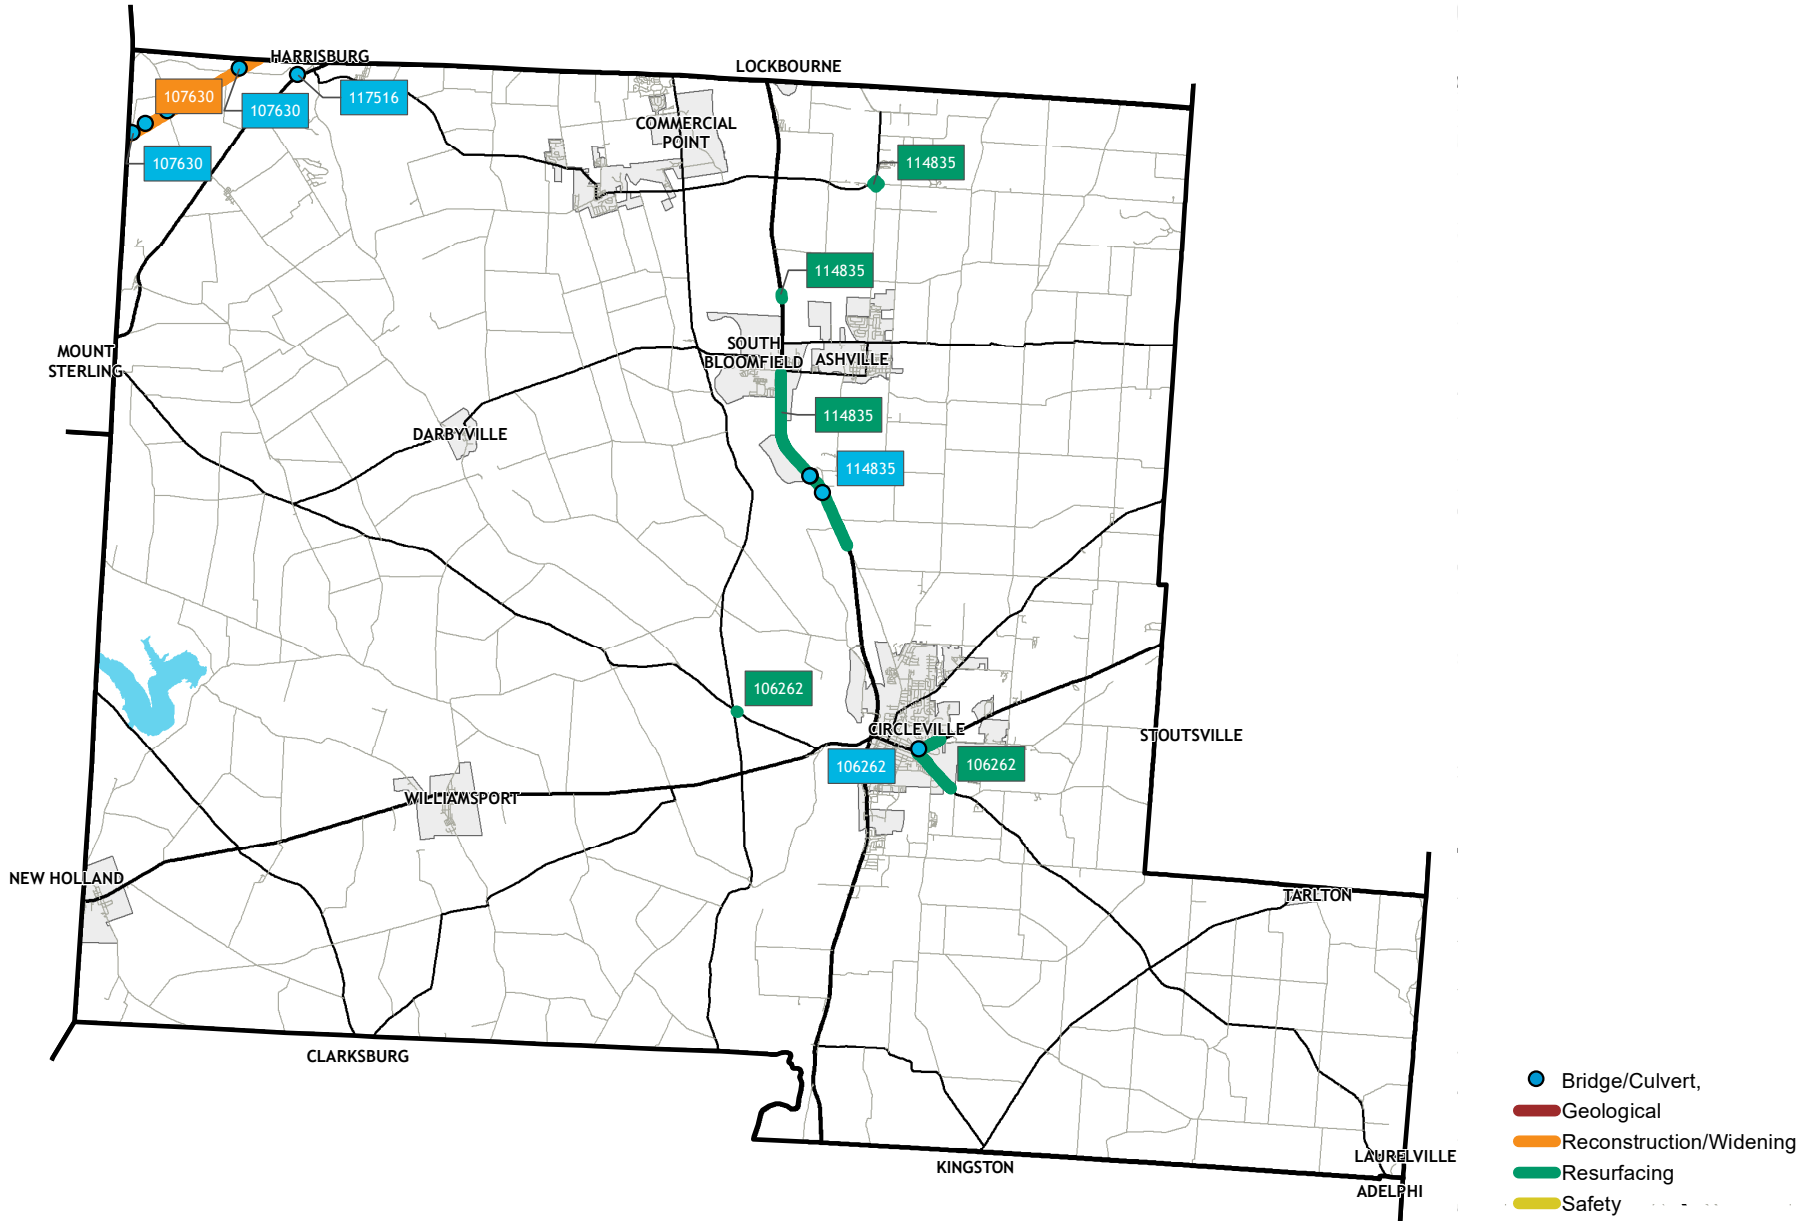 HARRISBURG
LOCKBOURNE
107630
107630
117516
COMMERCIAL
POINT
107630
114835
114835
MOUNT
STERLING
SOUTH
BLOOMFIELD
ASHVILLE
114835
DARBYVILLE
114835
106262
CIRCLEVILLE
STOUTSVILLE
106262
106262
WILLIAMSPORT
NEW HOLLAND
TARLTON
CLARKSBURG
KINGSTON
LAURELVILLE
ADELPHI
Bridge/Culvert,
Geological
Reconstruction/Widening
Resurfacing
Safety